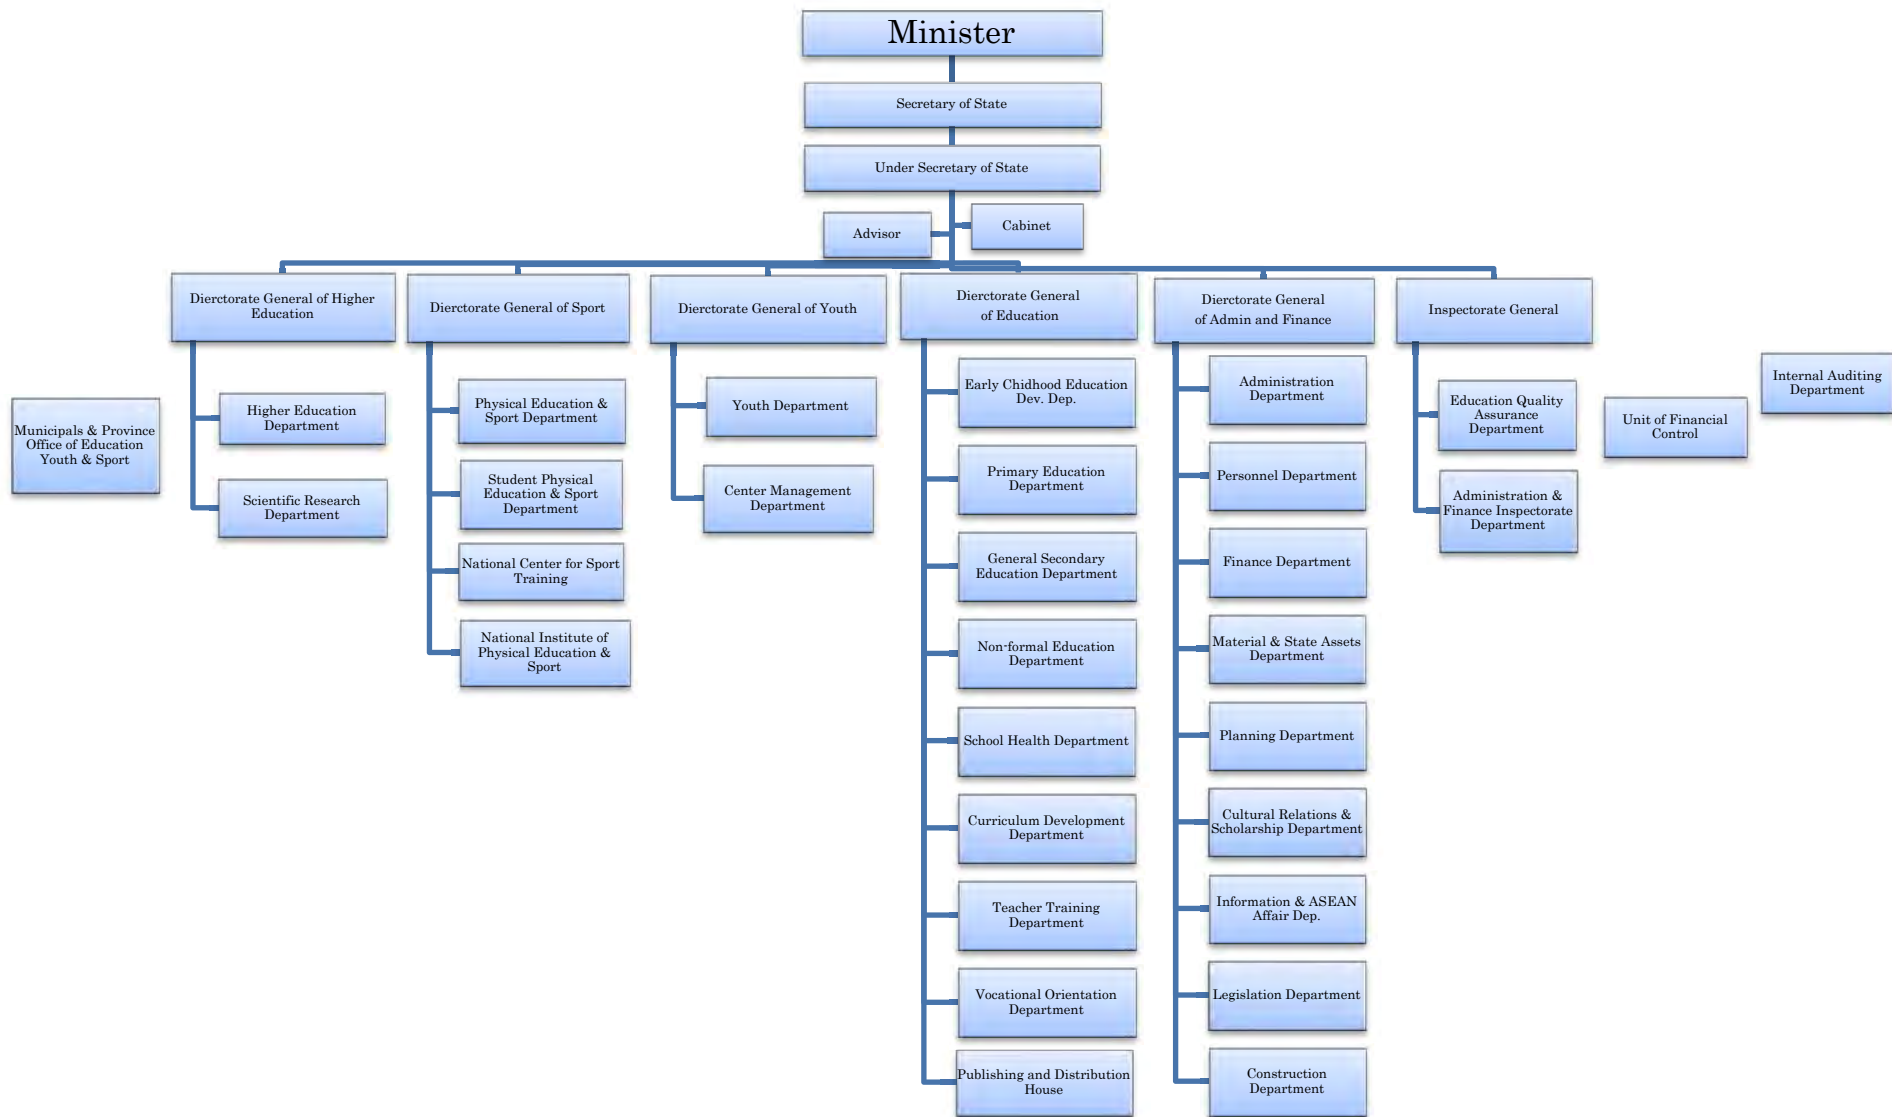 Minister
Secretary of State
Under Secretary of State
Advisor
Cabinet
Dierctorate General of Higher
Education
Dierctorate General of Sport
Dierctorate General of Youth
Dierctorate General
of Education
Dierctorate General
of Admin and Finance
Inspectorate General
Municipals & Province
Office of Education
Youth & Sport
Higher Education
Department
Scientific Research
Department
Physical Education &
Sport Department
Student Physical
Education & Sport
Department
National Center for Sport
Training
National Institute of
Physical Education &
Sport
Youth Department
Center Management
Department
Early Chidhood Education
Dev. Dep.
Primary Education
Department
General Secondary
Education Department
Non-formal Education
Department
School Health Department
Curriculum Development
Department
Teacher Training
Department
Vocational Orientation
Department
Publishing and Distribution
House
Administration
Department
Personnel Department
Finance Department
Material & State Assets
Department
Planning Department
Cultural Relations &
Scholarship Department
Information & ASEAN
Affair Dep.
Legislation Department
Construction
Department
Education Quality
Assurance
Department
Administration &
Finance Inspectorate
Department
Unit of Financial
Control
Internal Auditing
Department